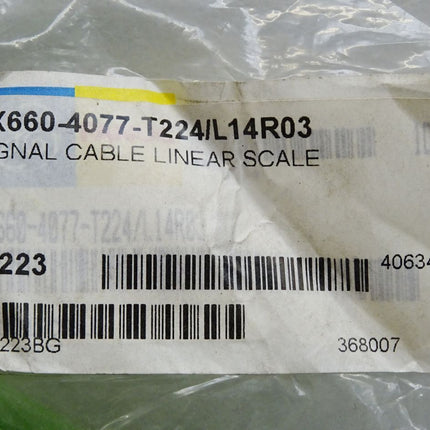 X660-4077-T224/L14R03
GNAL CABLE LINEAR SCALE
660-4077-T224/L14R03
223
40634
223BG
368007